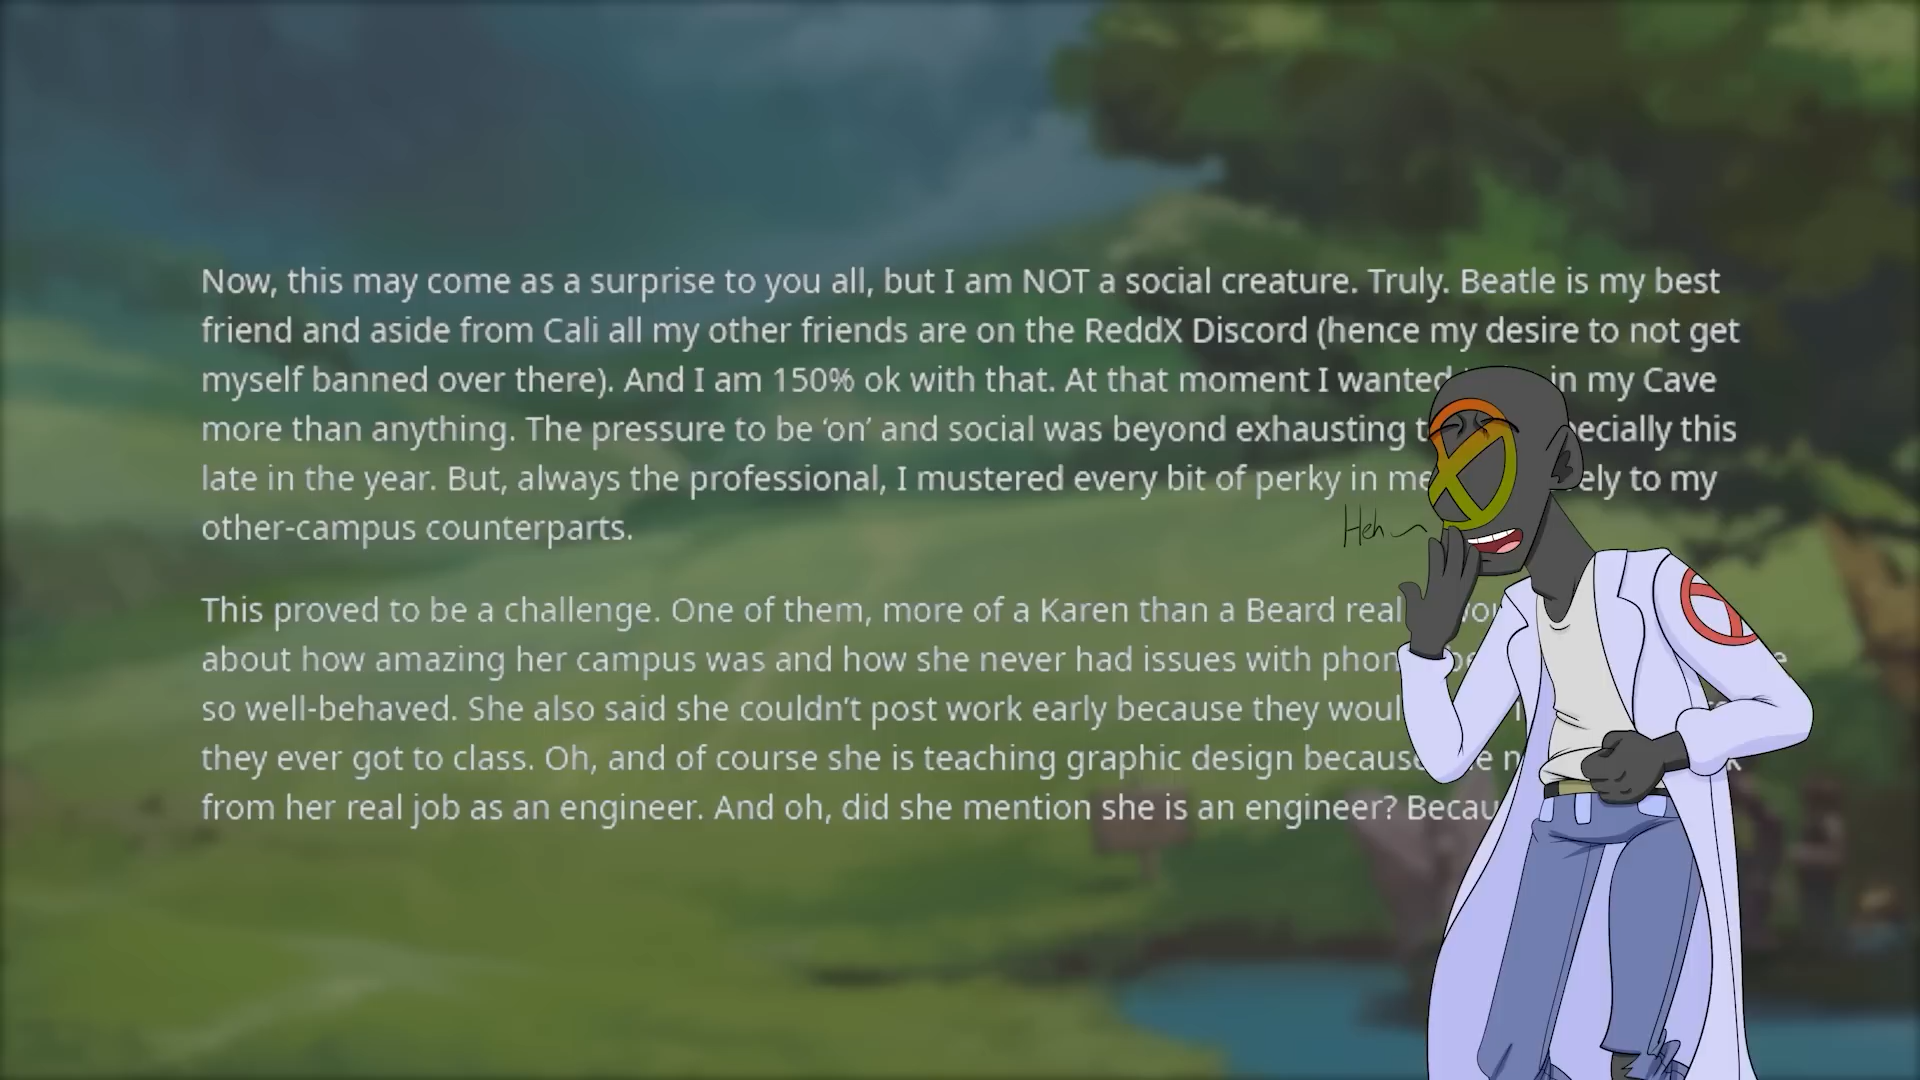 Now, this may come as a surprise to you all, but I am NOT a social creature. Truly. Beatle is my best
friend and aside from Cali all my other friends are on the ReddX Discord (hence my desire to not get
myself banned over there). And I am 150% ok with that. At that moment I wanted in my Cave
more than anything. The pressure to be ‘on’ and social was beyond exhausting this
late in the year. But, always the professional, I mustered every bit of perky in to my
other-campus counterparts.
Heh
This proved to be a challenge. One of them, more of a Karen than a Beard
about how amazing her campus was and how she never had issues with
so well-behaved. She also said she couldn’t post work early because they
they ever got to class. Oh, and of course she is teaching graphic design
from her real job as an engineer. And oh, did she mention she is an engineer?